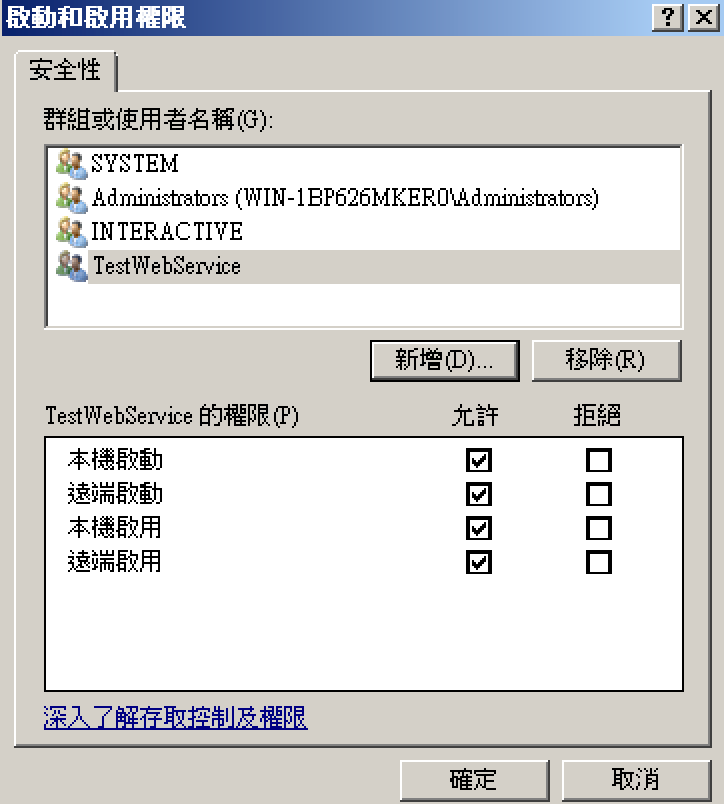 啟動和啟用權限
安全性
群組或使用者名稱(G):
SYSTEM
Administrators (WIN-1BP626MKER0\Administrators)
INTERACTIVE
TestWebService
新增(D)... 移除(R)
TestWebService 的權限(P) 允許 拒絕
本機啟動
遠端啟動
本機啟用
遠端啟用
深入了解存取控制及權限
確定 取消